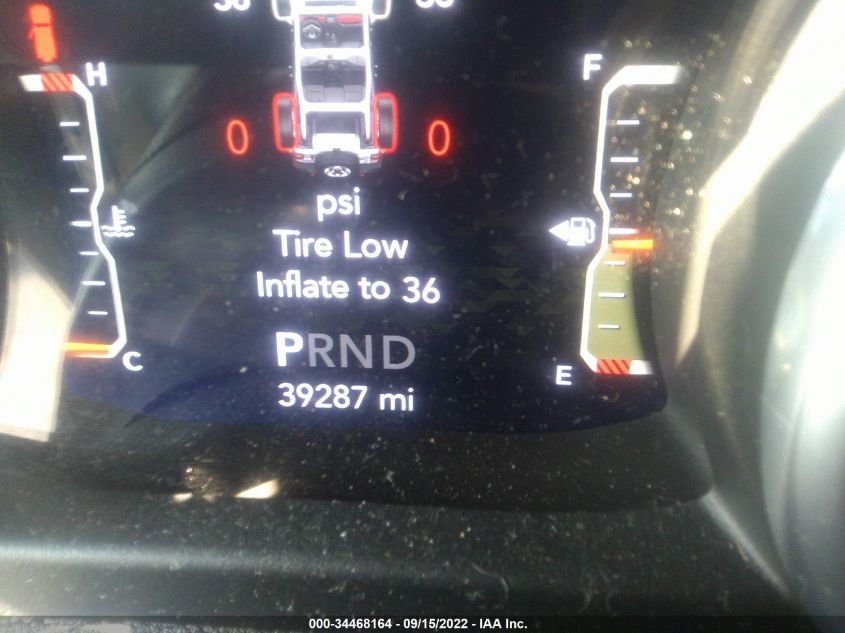 H
F
0 0
psi
Tire Low
Inflate to 36
PRND
C
E
39287 mi
000-34468164 - 09/15/2022 - IAA Inc.